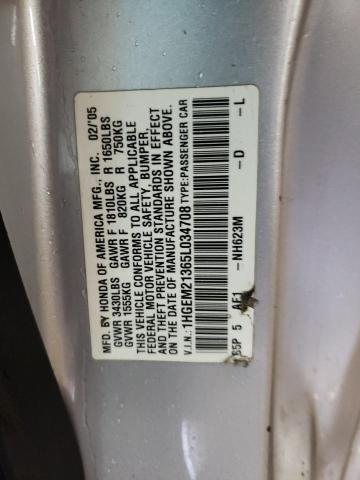 MFD. BY HONDA OF AMERICA MFG., INC. 02/'05
GVWR 3430LBS GAWR F 1810LBS R 1650LBS
GVWR 1555KG GAWR F 820KG R 750KG
THIS VEHICLE CONFORMS TO ALL APPLICABLE
FEDERAL MOTOR VEHICLE SAFETY, BUMPER,
AND THEFT PREVENTION STANDARDS IN EFFECT
ON THE DATE OF MANUFACTURE SHOWN ABOVE.
V.I.N.: 1HGEM21365L034708 TYPE: PASSENGER CAR
5 AF1 -NH623M -D -L